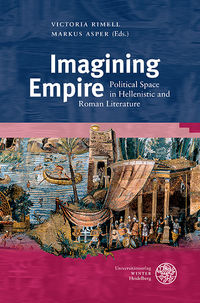 VICTORIA RIMELL
MARKUS ASPER (Eds.)
Imagining
Empire
Political Space
in Hellenistic and
Roman Literature
Universitätsverlag
WINTER
Heidelberg